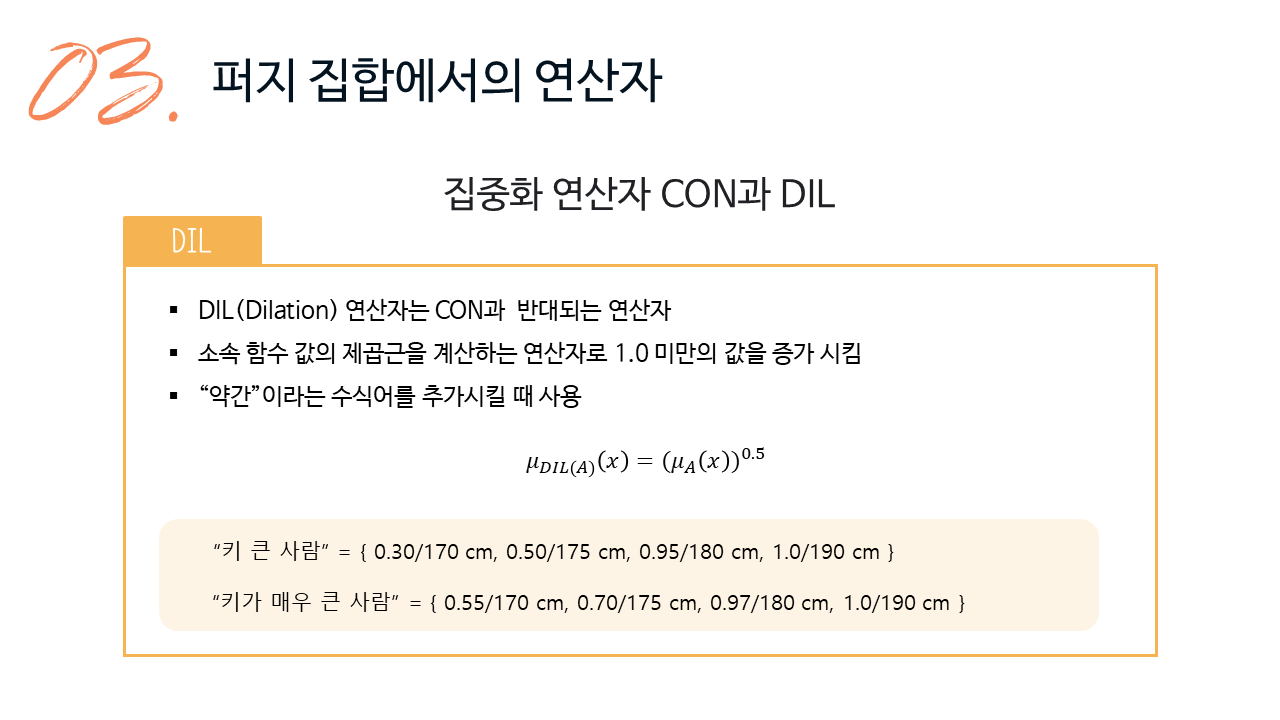 03.
퍼지 집합에서의 연산자
집중화 연산자 CON과 DIL
DIL
▪ DIL(Dilation) 연산자는 CON과 반대되는 연산자
▪ 소속 함수 값의 제곱근을 계산하는 연산자로 1.0 미만의 값을 증가 시킴
▪ “약간”이라는 수식어를 추가시킬 때 사용
𝜇_{DIL(A)}(x) = (𝜇_A(x))^{0.5}
“키 큰 사람” = { 0.30/170 cm, 0.50/175 cm, 0.95/180 cm, 1.0/190 cm }
“키가 매우 큰 사람” = { 0.55/170 cm, 0.70/175 cm, 0.97/180 cm, 1.0/190 cm }